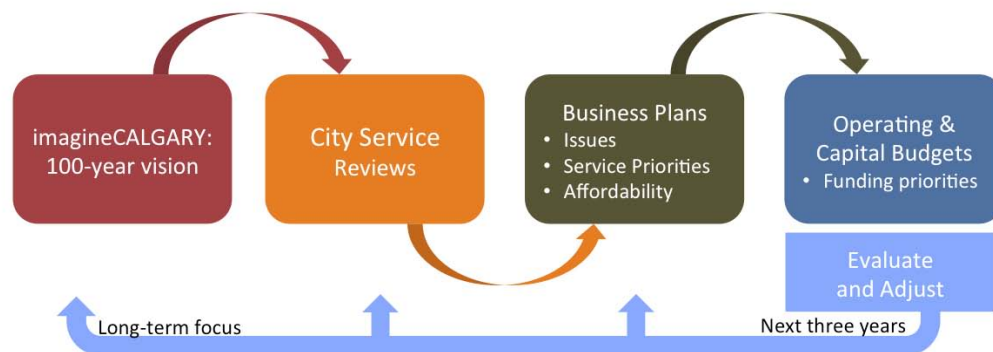 imagineCALGARY:
100-year vision
City Service
Reviews
Business Plans
• Issues
• Service Priorities
• Affordability
Operating &
Capital Budgets
• Funding priorities
Evaluate
and Adjust
Long-term focus
Next three years